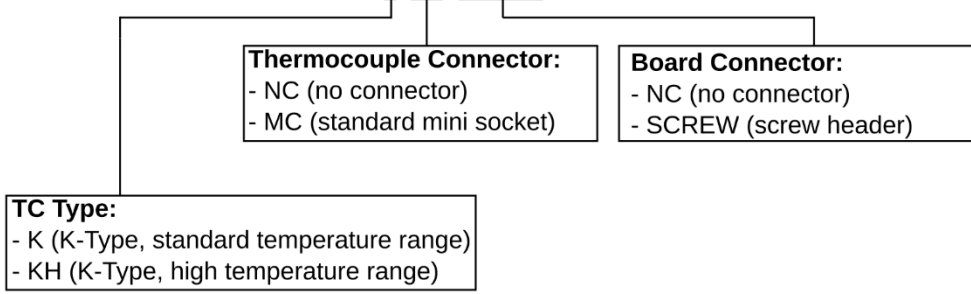 Thermocouple Connector:
- NC (no connector)
- MC (standard mini socket)
Board Connector:
- NC (no connector)
- SCREW (screw header)
TC Type:
- K (K-Type, standard temperature range)
- KH (K-Type, high temperature range)